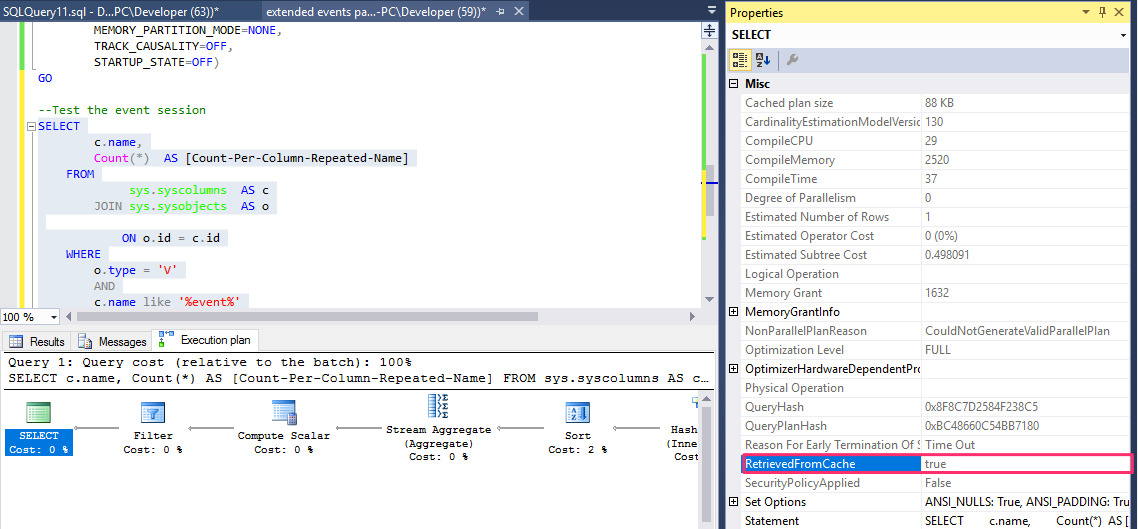 SQLQuery11.sql - D...PC\Developer (63))*
extended events pa...-PC\Developer (59))*
MEMORY_PARTITION_MODE=NONE,
TRACK_CAUSALITY=OFF,
STARTUP_STATE=OFF)
GO
--Test the event session
SELECT
c.name,
Count(*) AS [Count-Per-Column-Repeated-Name]
FROM
sys.syscolumns AS c
JOIN sys.sysobjects AS o
ON o.id = c.id
WHERE
o.type = 'V'
AND
c.name like '%event%'
100 %
Results
Messages
Execution plan
Query 1: Query cost (relative to the batch): 100%
SELECT c.name, Count(*) AS [Count-Per-Column-Repeated-Name] FROM sys.syscolumns AS c...
SELECT
Cost: 0 %
Filter
Cost: 0 %
Compute Scalar
Cost: 0 %
Stream Aggregate
(Aggregate)
Cost: 0 %
Sort
Cost: 2 %
Hash
(Inne
Cost
Properties
SELECT
Misc
Cached plan size 88 KB
CardinalityEstimationModelVersio 130
CompileCPU 29
CompileMemory 2520
CompileTime 37
Degree of Parallelism 0
Estimated Number of Rows 1
Estimated Operator Cost 0 (0%)
Estimated Subtree Cost 0.498091
Logical Operation
Memory Grant 1632
MemoryGrantInfo
NonParallelPlanReason CouldNotGenerateValidParallelPlan
Optimization Level FULL
OptimizerHardwareDependentPro
Physical Operation
QueryHash 0x8F8C7D2584F238C5
QueryPlanHash 0xBC48660C54BB7180
Reason For Early Termination Of S Time Out
RetrievedFromCache true
SecurityPolicyApplied False
Set Options ANSI_NULLS: True, ANSI_PADDING: Tru
Statement SELECT c.name, Count(*) AS [